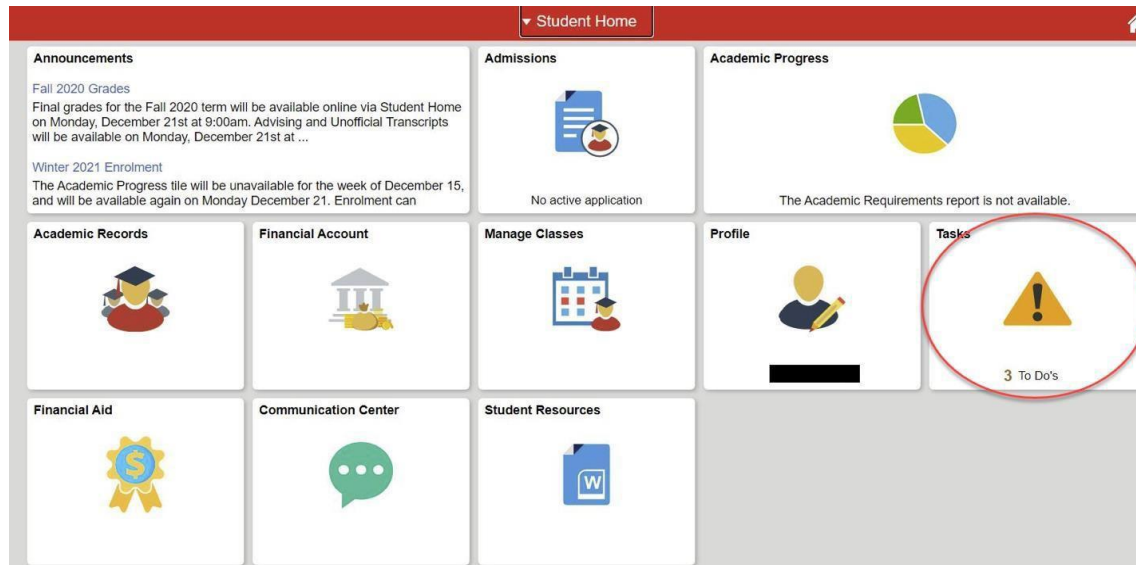 Student Home
Announcements
Fall 2020 Grades
Final grades for the Fall 2020 term will be available online via Student Home
on Monday, December 21st at 9:00am. Advising and Unofficial Transcripts
will be available on Monday, December 21st at ...
Winter 2021 Enrolment
The Academic Progress tile will be unavailable for the week of December 15,
and will be available again on Monday December 21. Enrolment can
Admissions
No active application
Academic Progress
The Academic Requirements report is not available.
Academic Records
Financial Account
Manage Classes
Profile
Tasks
3 To Do's
Financial Aid
Communication Center
Student Resources
W